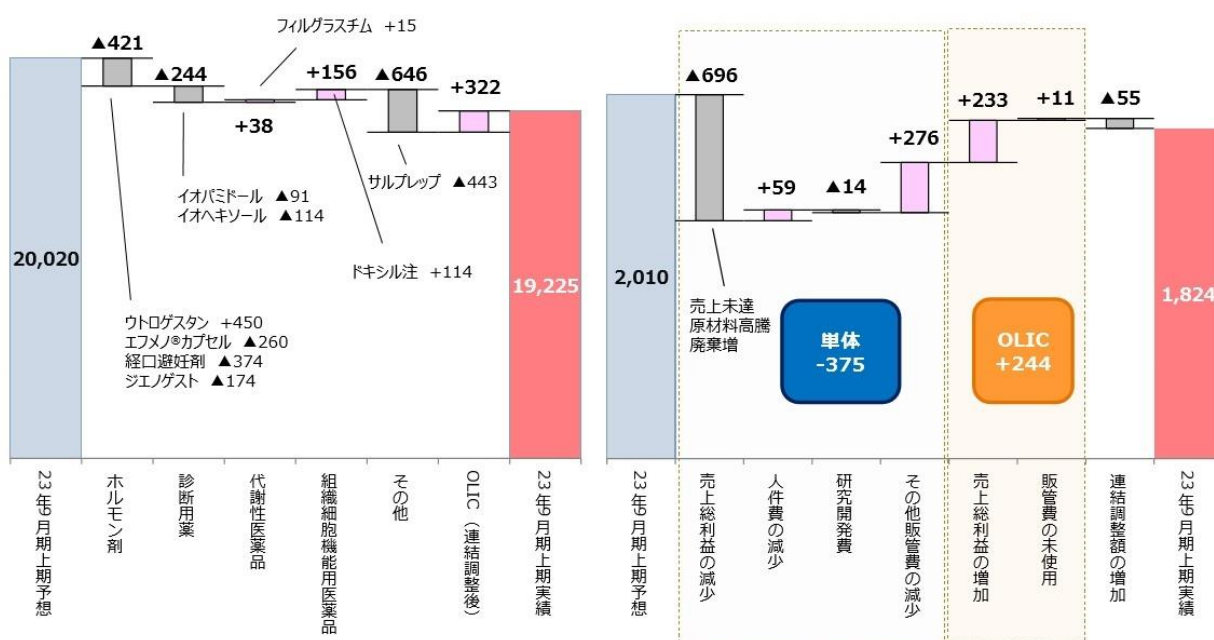 フィルグラスチム +15
▲421
▲244
+38
+156
▲646
+322
イオパミドール ▲91
イオヘキソール ▲114
サルプレップ ▲443
ドキシル注 +114
20,020
19,225
ウトロゲスタン +450
エフメノ®カプセル ▲260
経口避妊剤 ▲374
ジエノゲスト ▲174
23年9月期上期予想
ホルモン剤
診断用薬
代謝性医薬品
組織細胞機能用医薬品
その他
OLIC（連結調整後）
23年9月期上期実績
▲696
+59
▲14
+276
+233
+11
▲55
2,010
1,824
売上未達
原材料高騰
廃棄増
単体
-375
OLIC
+244
23年9月期上期予想
売上総利益の減少
人件費の減少
研究開発費
その他販管費の減少
売上総利益の増加
販管費の未使用
連結調整額の増加
23年9月期上期実績